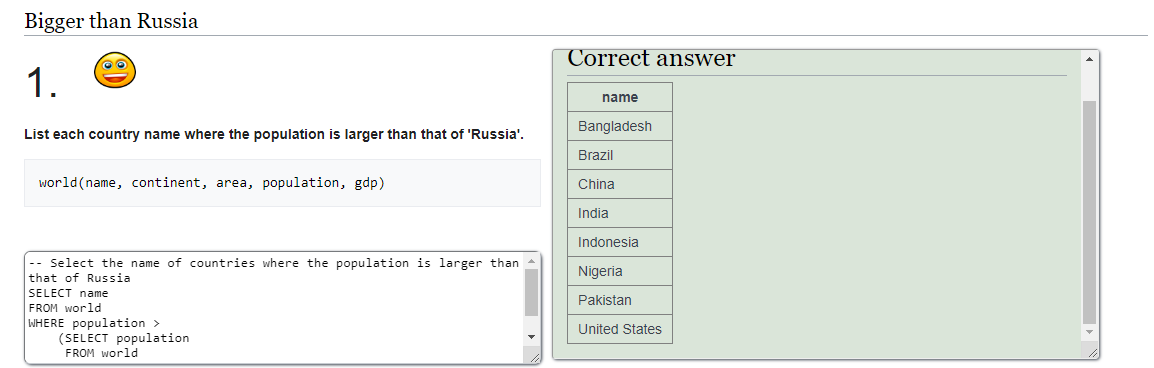 Bigger than Russia
1.
List each country name where the population is larger than that of 'Russia'.
world(name, continent, area, population, gdp)
-- Select the name of countries where the population is larger than
that of Russia
SELECT name
FROM world
WHERE population >
(SELECT population
FROM world
Correct answer
name
Bangladesh
Brazil
China
India
Indonesia
Nigeria
Pakistan
United States